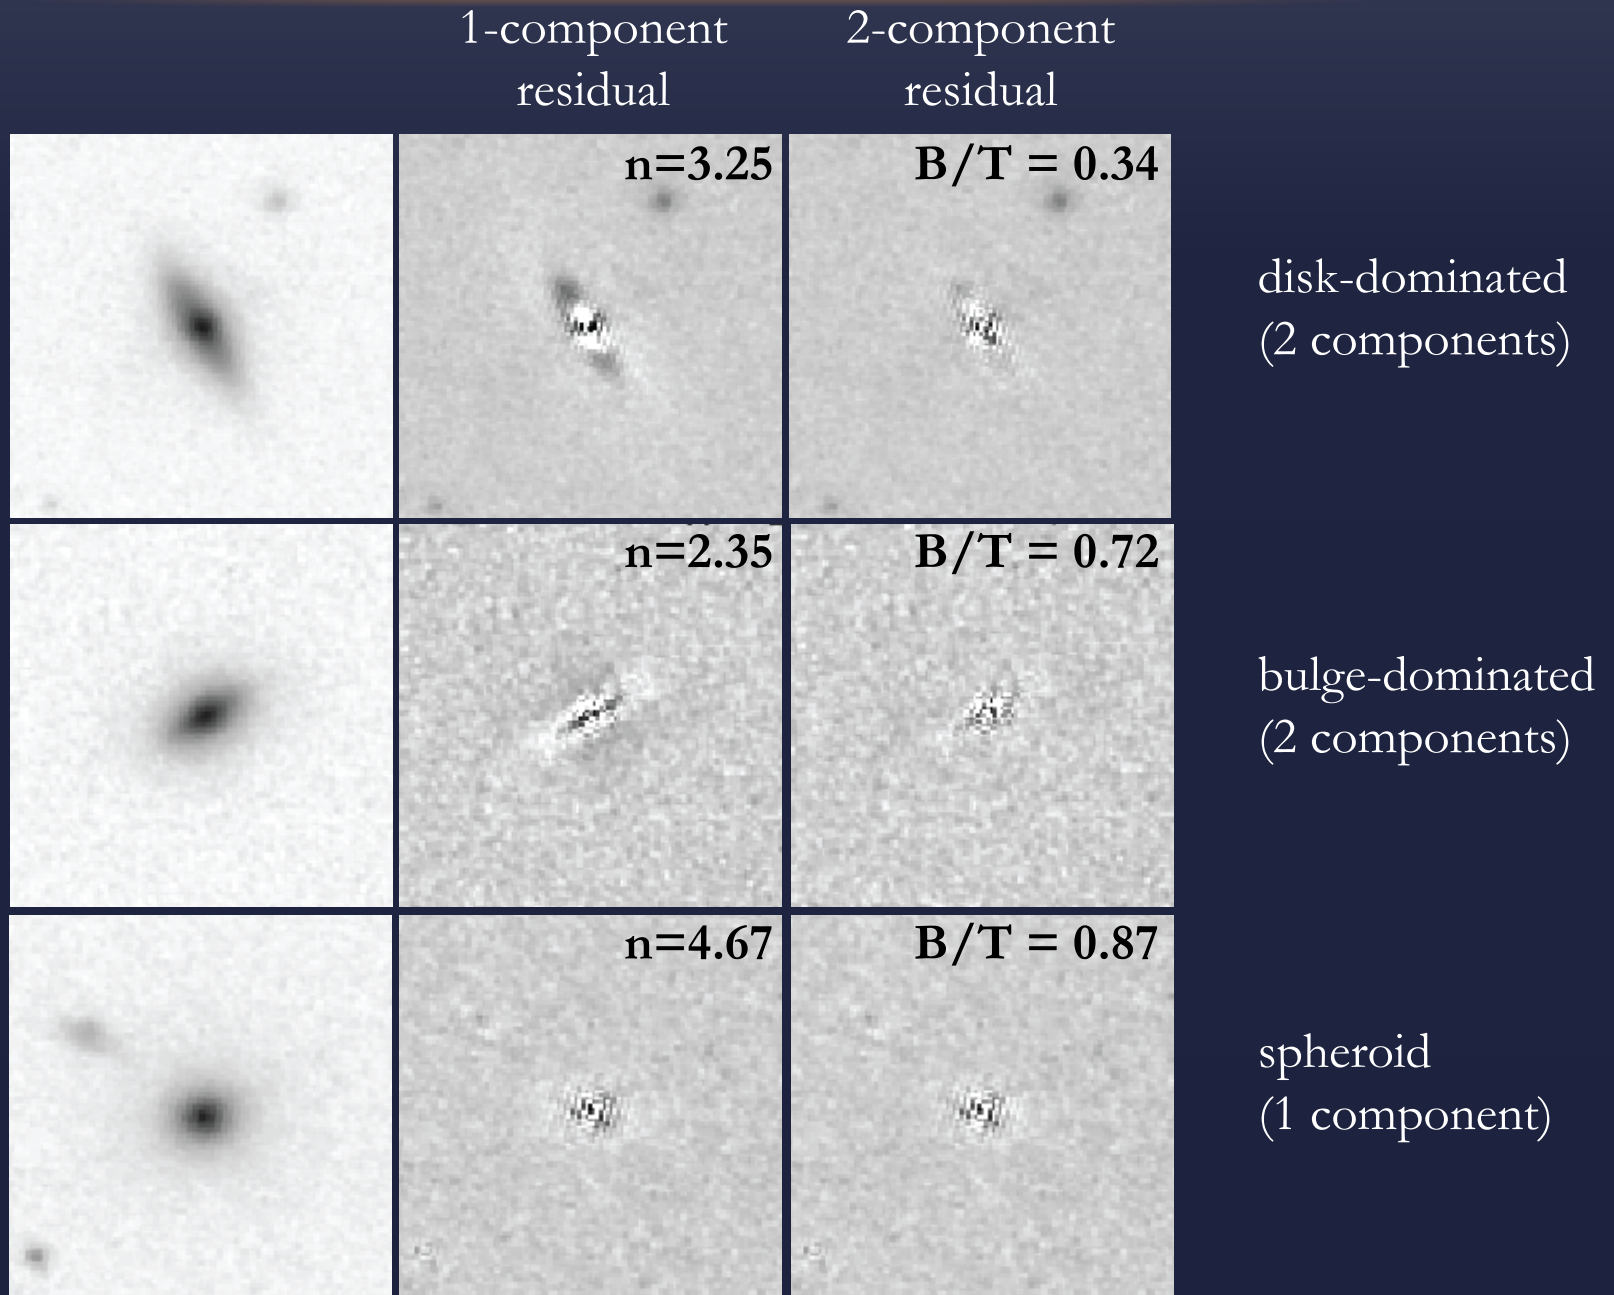 1-component
residual
2-component
residual
n=3.25
B/T = 0.34
disk-dominated
(2 components)
n=2.35
B/T = 0.72
bulge-dominated
(2 components)
n=4.67
B/T = 0.87
spheroid
(1 component)